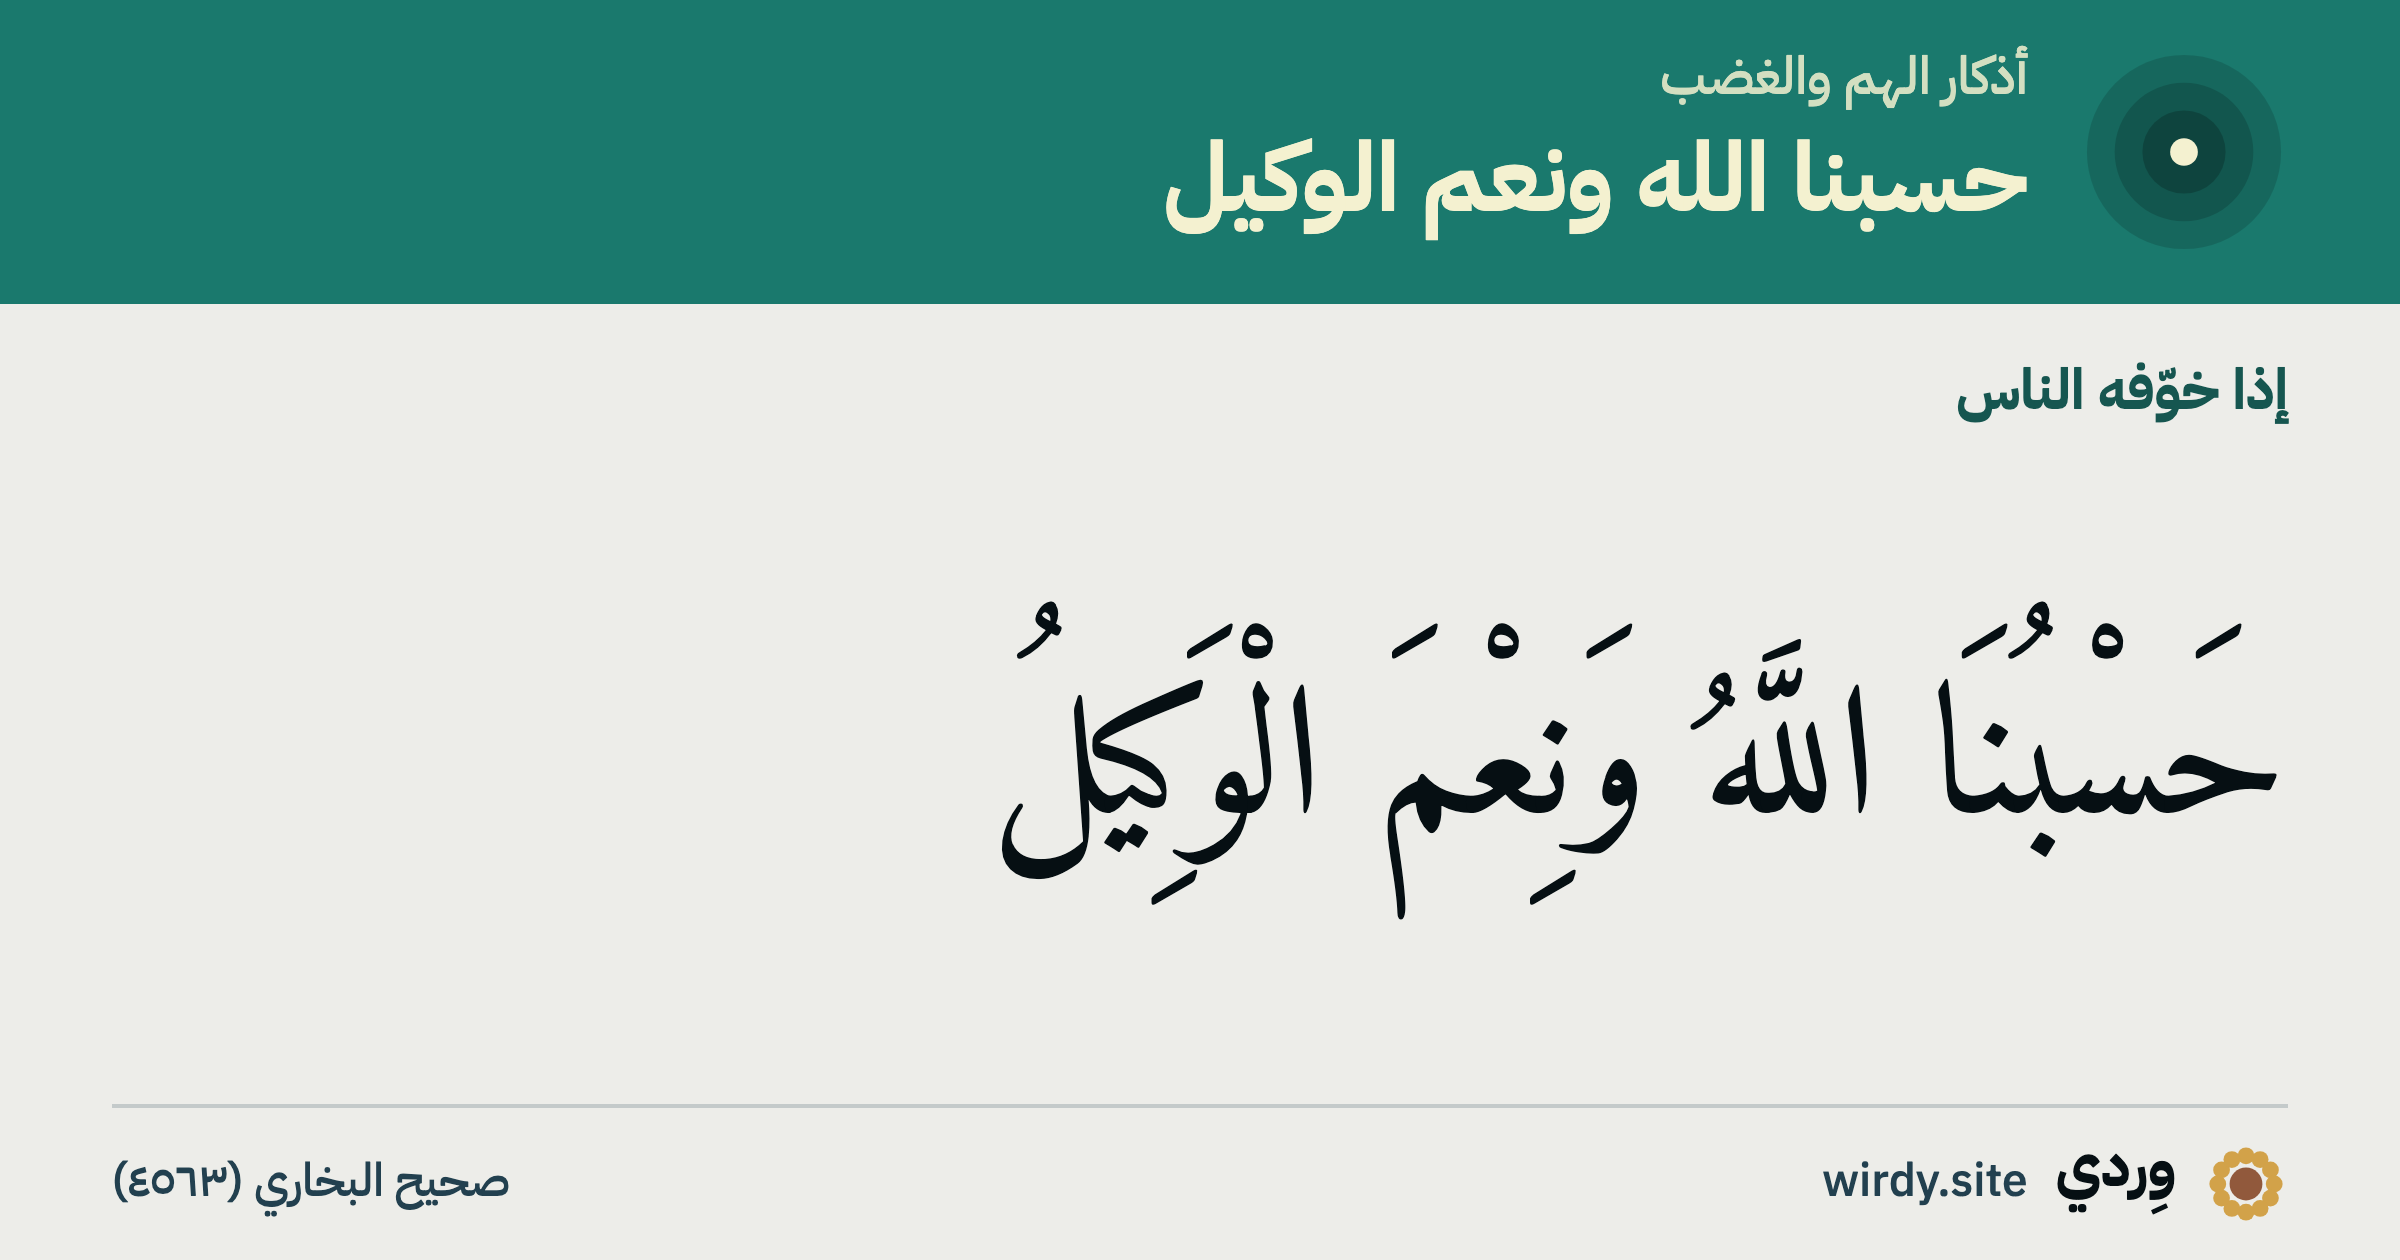 أذكار الهم والغضب
حسبنا الله ونعم الوكيل
إذا خوّفه الناس
حَسْبُنَا اللَّهُ وَنِعْمَ الْوَكِيلُ
وِردي wirdy.site
صحيح البخاري (٤٥٦٣)